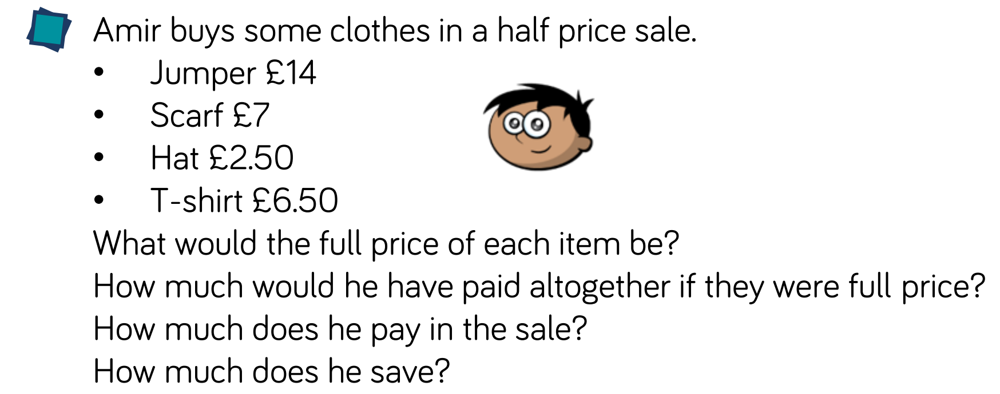 Amir buys some clothes in a half price sale.
• Jumper £14
• Scarf £7
• Hat £2.50
• T-shirt £6.50
What would the full price of each item be?
How much would he have paid altogether if they were full price?
How much does he pay in the sale?
How much does he save?